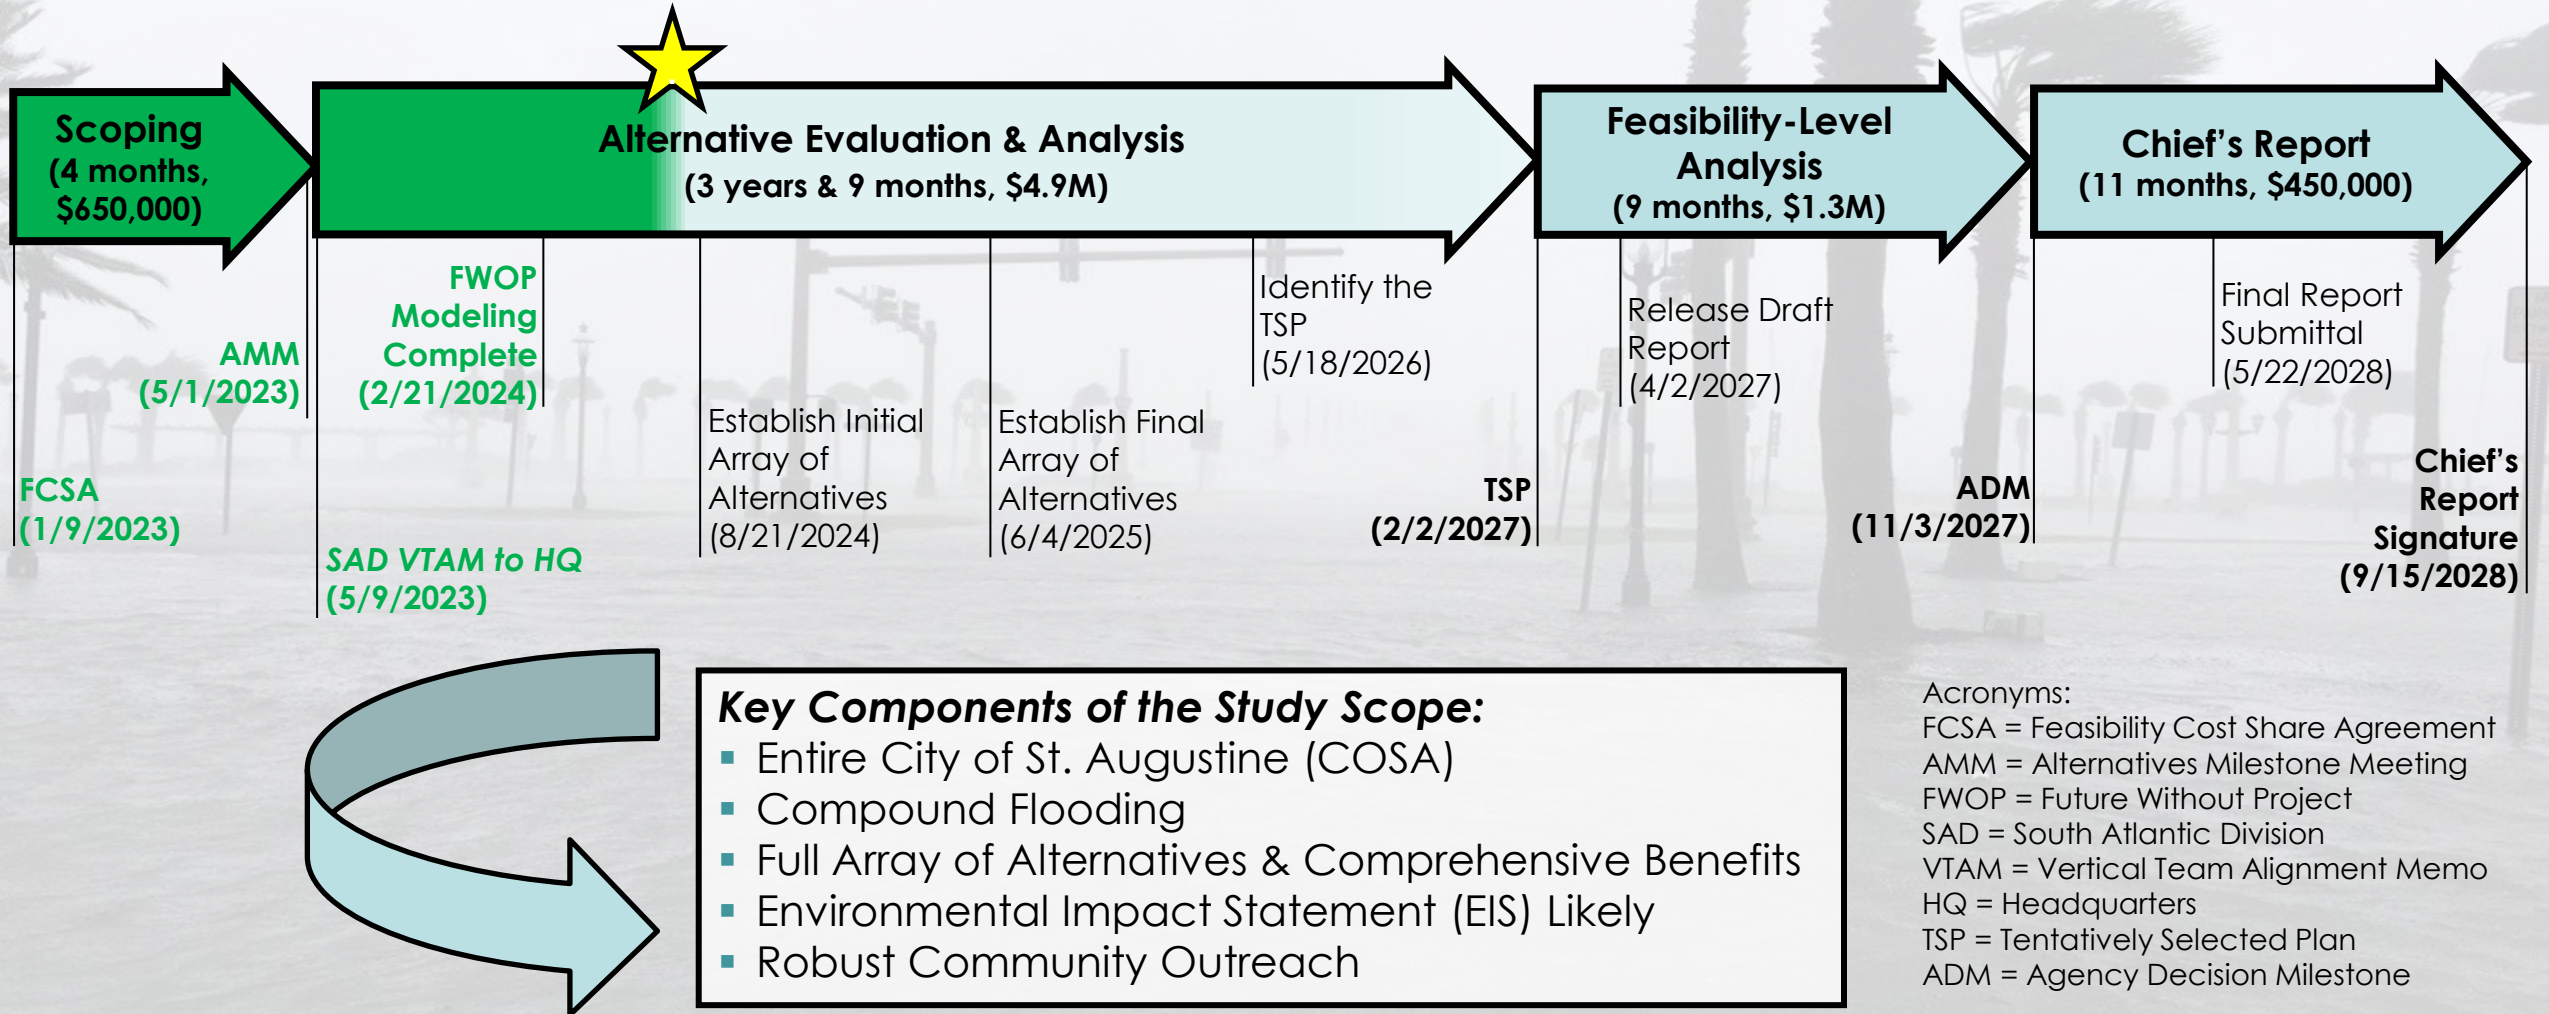 Scoping
(4 months,
$650,000)
Alternative Evaluation & Analysis
(3 years & 9 months, $4.9M)
Feasibility-Level
Analysis
(9 months, $1.3M)
Chief's Report
(11 months, $450,000)
FCSA
(1/9/2023)
AMM
(5/1/2023)
SAD VTAM to HQ
(5/9/2023)
FWOP
Modeling
Complete
(2/21/2024)
Establish Initial
Array of
Alternatives
(8/21/2024)
Establish Final
Array of
Alternatives
(6/4/2025)
Identify the
TSP
(5/18/2026)
TSP
(2/2/2027)
Release Draft
Report
(4/2/2027)
ADM
(11/3/2027)
Final Report
Submittal
(5/22/2028)
Chief's
Report
Signature
(9/15/2028)
Key Components of the Study Scope:
▪ Entire City of St. Augustine (COSA)
▪ Compound Flooding
▪ Full Array of Alternatives & Comprehensive Benefits
▪ Environmental Impact Statement (EIS) Likely
▪ Robust Community Outreach
Acronyms:
FCSA = Feasibility Cost Share Agreement
AMM = Alternatives Milestone Meeting
FWOP = Future Without Project
SAD = South Atlantic Division
VTAM = Vertical Team Alignment Memo
HQ = Headquarters
TSP = Tentatively Selected Plan
ADM = Agency Decision Milestone